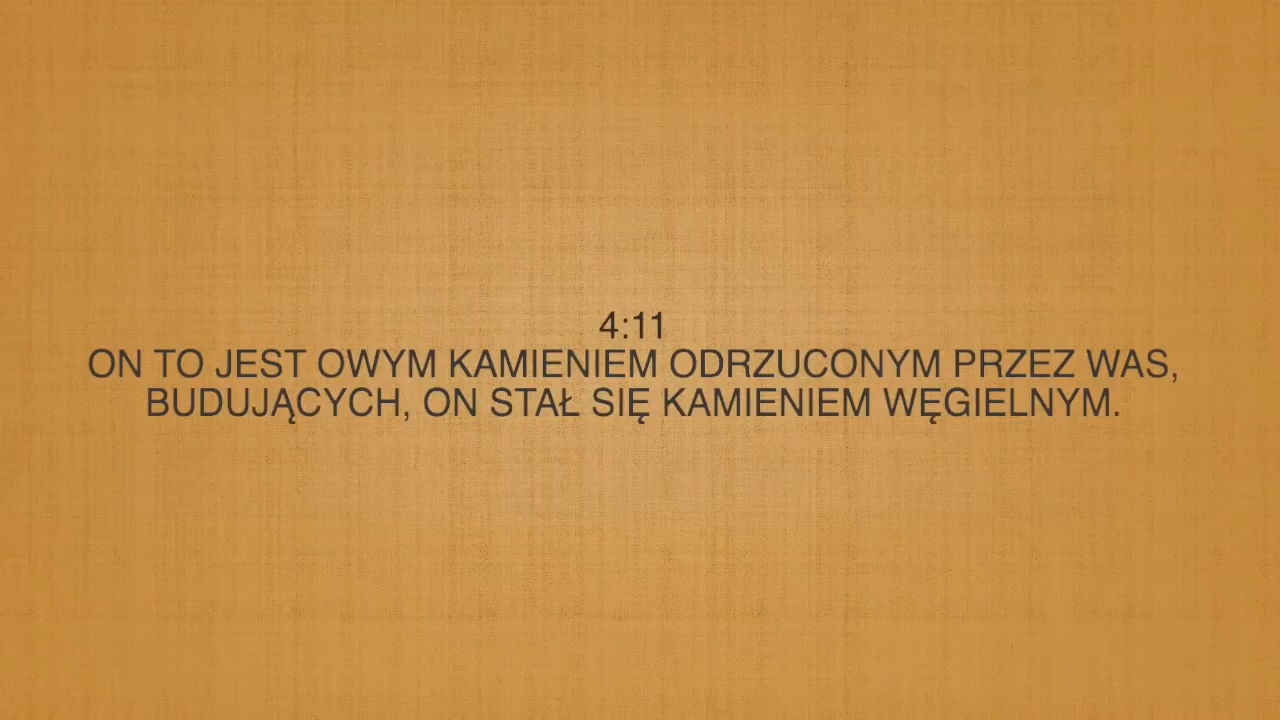 4:11
ON TO JEST OWYM KAMIENIEM ODRZUCONYM PRZEZ WAS,
BUDUJĄCYCH, ON STAŁ SIĘ KAMIENIEM WĘGIELNYM.